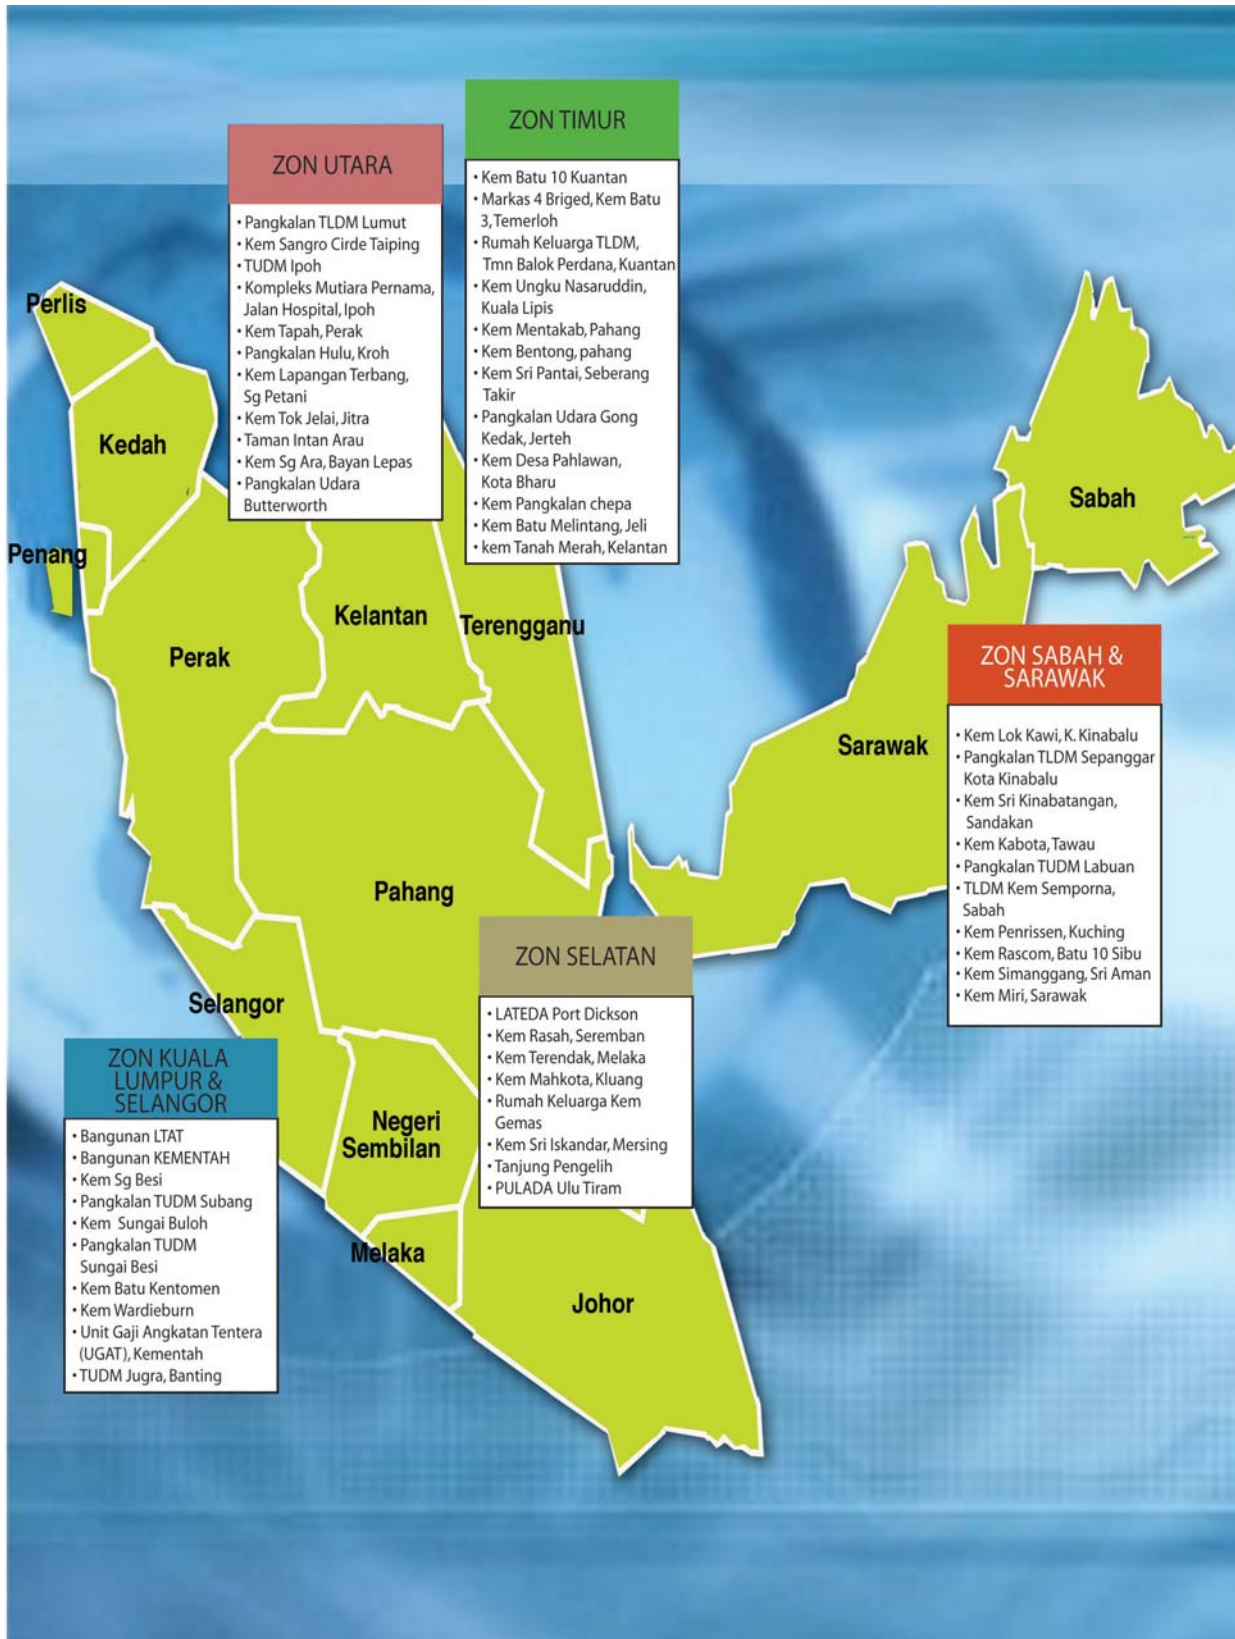 ZON TIMUR
• Kem Batu 10 Kuantan
• Markas 4 Briged, Kem Batu
3, Temerloh
• Rumah Keluarga TLDM,
Tmn Balok Perdana, Kuantan
• Kem Ungku Nasaruddin,
Kuala Lipis
• Kem Mentakab, Pahang
• Kem Bentong, pahang
• Kem Sri Pantai, Seberang
Takir
• Pangkalan Udara Gong
Kedak, Jerteh
• Kem Desa Pahlawan,
Kota Bharu
• Kem Pangkalan chepa
• Kem Batu Melintang, Jeli
• kem Tanah Merah, Kelantan
ZON UTARA
• Pangkalan TLDM Lumut
• Kem Sangro Cirde Taiping
• TUDM Ipoh
• Kompleks Mutiara Pernama,
Jalan Hospital, Ipoh
• Kem Tapah, Perak
• Pangkalan Hulu, Kroh
• Kem Lapangan Terbang,
Sg Petani
• Kem Tok Jelai, Jitra
• Taman Intan Arau
• Kem Sg Ara, Bayan Lepas
• Pangkalan Udara
Butterworth
Perlis
Kedah
Penang
Perak
Kelantan
Terengganu
Sabah
Sarawak
ZON SABAH &
SARAWAK
• Kem Lok Kawi, K. Kinabalu
• Pangkalan TLDM Sepanggar
Kota Kinabalu
• Kem Sri Kinabatangan,
Sandakan
• Kem Kabota, Tawau
• Pangkalan TUDM Labuan
• TLDM Kem Semporna,
Sabah
• Kem Penrissen, Kuching
• Kem Rascom, Batu 10 Sibu
• Kem Simanggang, Sri Aman
• Kem Miri, Sarawak
Pahang
Selangor
ZON SELATAN
• LATEDA Port Dickson
• Kem Rasah, Seremban
• Kem Terendak, Melaka
• Kem Mahkota, Kluang
• Rumah Keluarga Kem
Gemas
• Kem Sri Iskandar, Mersing
• Tanjung Pengelih
• PULADA Ulu Tiram
ZON KUALA
LUMPUR &
SELANGOR
• Bangunan LTAT
• Bangunan KEMENTAH
• Kem Sg Besi
• Pangkalan TUDM Subang
• Kem Sungai Buloh
• Pangkalan TUDM
Sungai Besi
• Kem Batu Kentomen
• Kem Wardieburn
• Unit Gaji Angkatan Tentera
(UGAT), Kementah
• TUDM Jugra, Banting
Negeri
Sembilan
Melaka
Johor